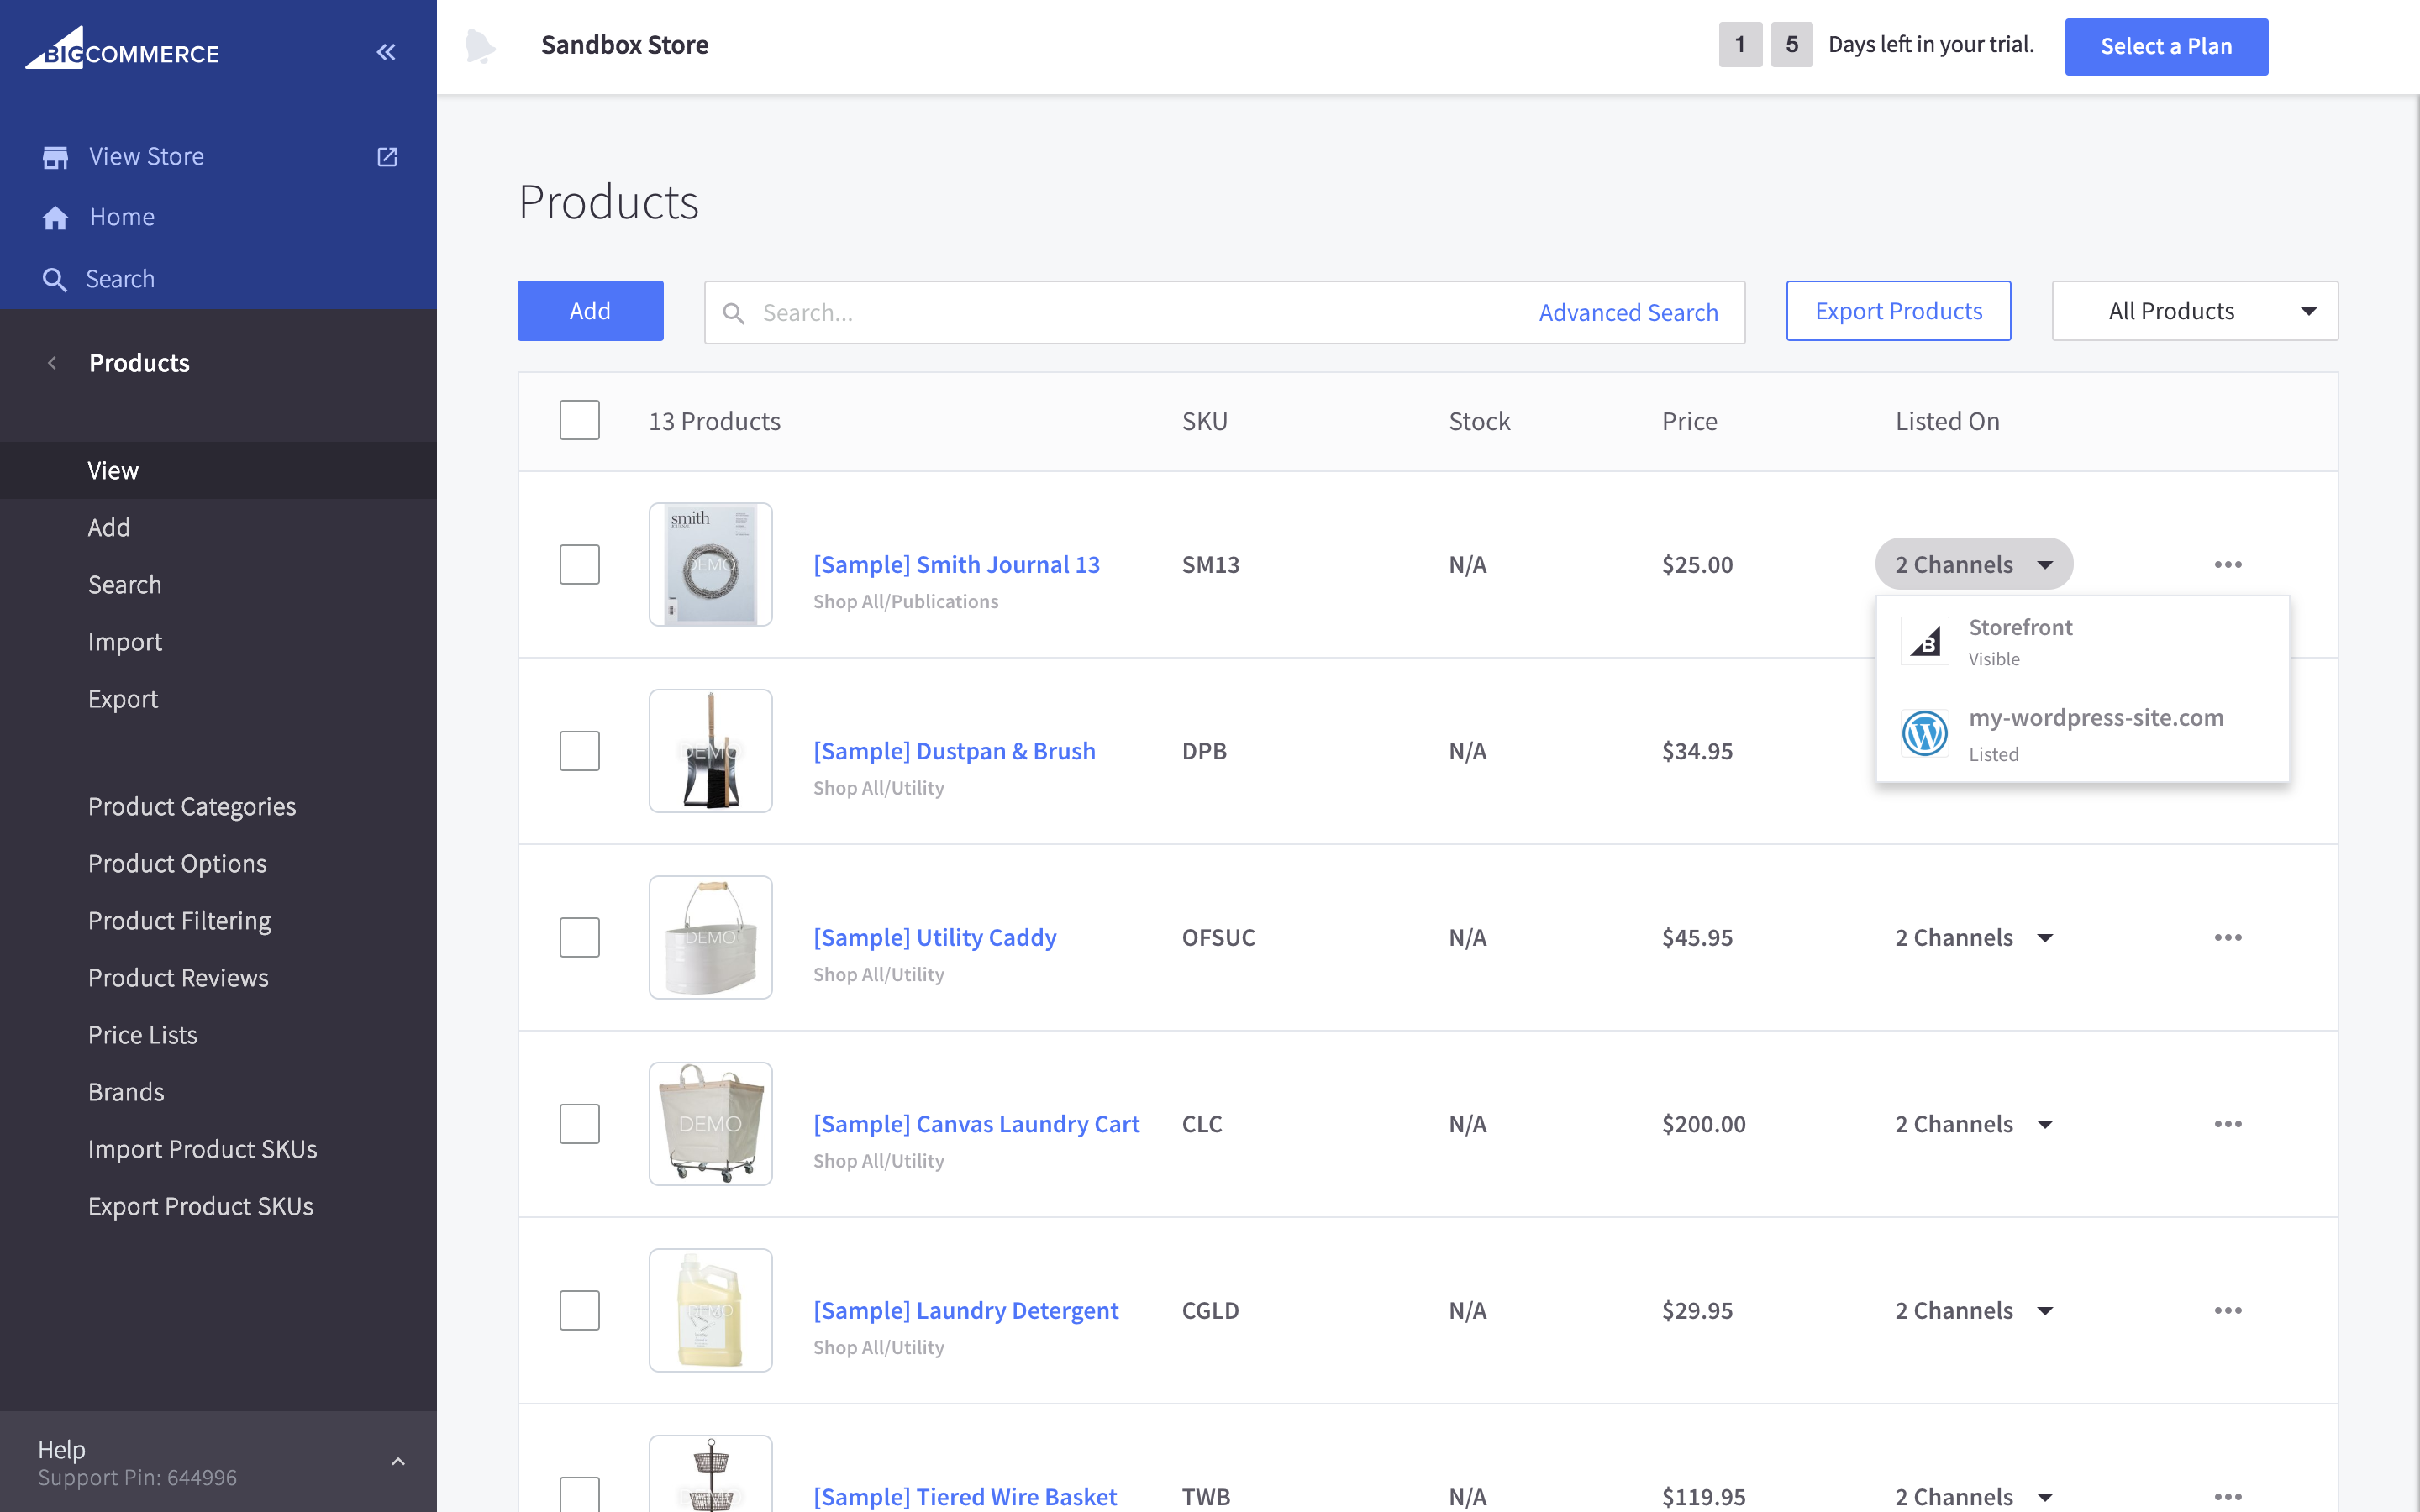 BIGCOMMERCE
Sandbox Store
1 5 Days left in your trial.
Select a Plan
View Store
Home
Search
Products
View
Add
Search
Import
Export
Product Categories
Product Options
Product Filtering
Product Reviews
Price Lists
Brands
Import Product SKUs
Export Product SKUs
Help
Support Pin: 644996
Products
Add
Search...
Advanced Search
Export Products
All Products
13 Products SKU Stock Price Listed On
smith
DEMO
[Sample] Smith Journal 13 SM13 N/A $25.00 2 Channels
Shop All/Publications
Storefront
Visible
my-wordpress-site.com
Listed
DEMO
[Sample] Dustpan & Brush DPB N/A $34.95
Shop All/Utility
DEMO
[Sample] Utility Caddy OFSUC N/A $45.95 2 Channels
Shop All/Utility
DEMO
[Sample] Canvas Laundry Cart CLC N/A $200.00 2 Channels
Shop All/Utility
DEMO
[Sample] Laundry Detergent CGLD N/A $29.95 2 Channels
Shop All/Utility
[Sample] Tiered Wire Basket TWB N/A $119.95 2 Channels